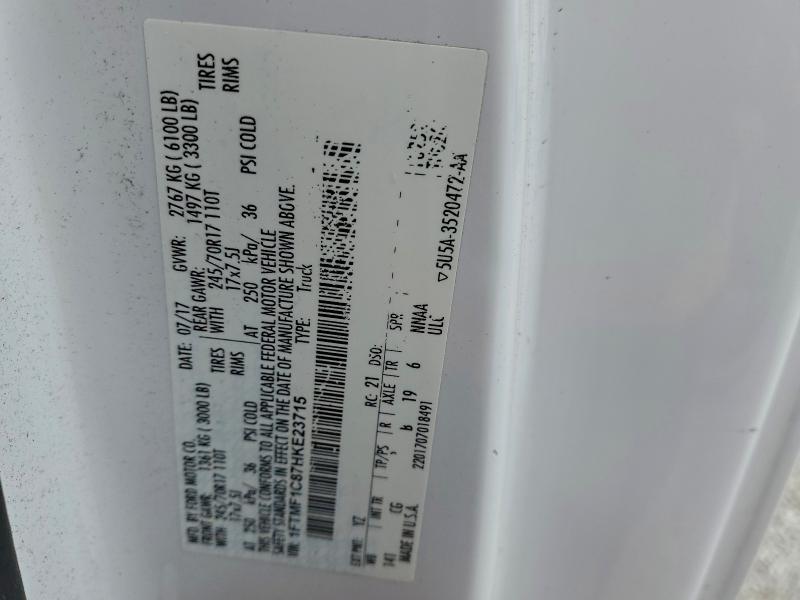 MFD. BY FORD MOTOR CO.
DATE: 07/17 GVWR: 2767 KG ( 6100 LB)
FRONT GAWR: 1361 KG ( 3000 LB) REAR GAWR: 1497 KG ( 3300 LB)
WITH 245/70R17 110T TIRES WITH 245/70R17 110T TIRES
17x7.5J RIMS 17x7.5J RIMS
AT 250 kPa/ 36 PSI COLD AT 250 kPa/ 36 PSI COLD
THIS VEHICLE CONFORMS TO ALL APPLICABLE FEDERAL MOTOR VEHICLE
SAFETY STANDARDS IN EFFECT ON THE DATE OF MANUFACTURE SHOWN ABOVE.
VIN: 1FTMF1C87HKE23715 TYPE: Truck
EXT PNT: YZ RC: 21 DSO:
WB INT TR TP/PS R AXLE TR SPR
141 CG 19 6 NNAA
MADE IN U.S.A. 2201707018491 ULC
5U5A-3520472-AA